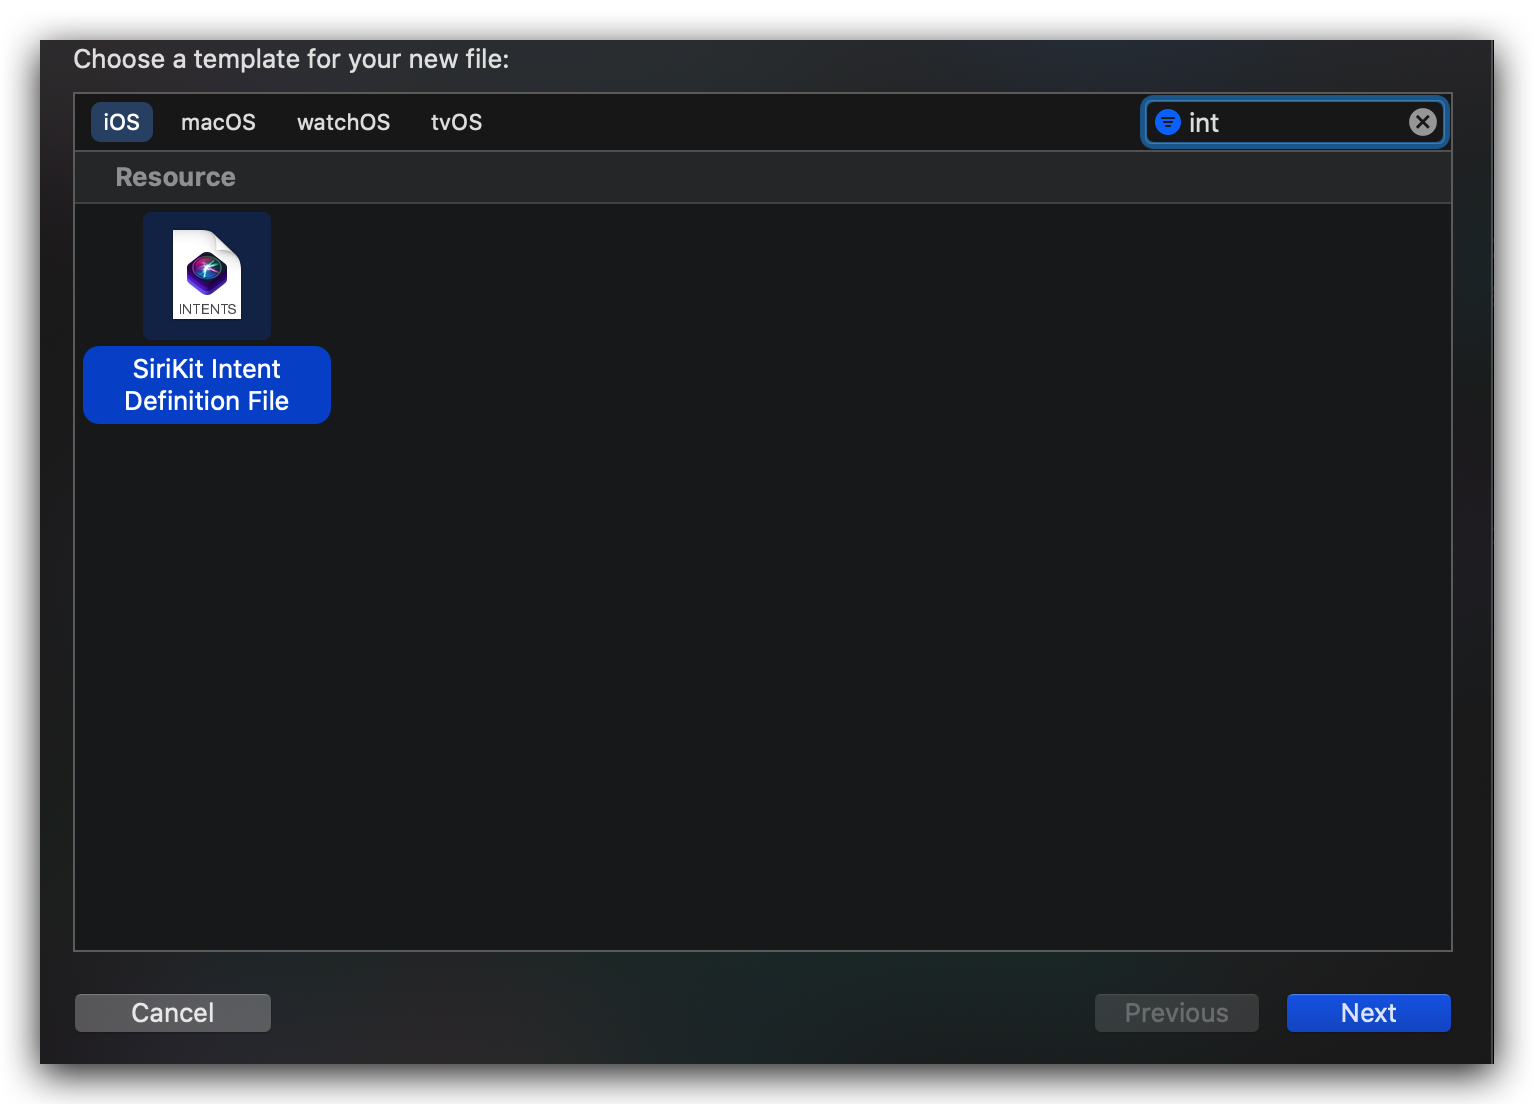 Choose a template for your new file:
iOS macOS watchOS tvOS int
Resource
INTENTS
SiriKit Intent
Definition File
Cancel Previous Next